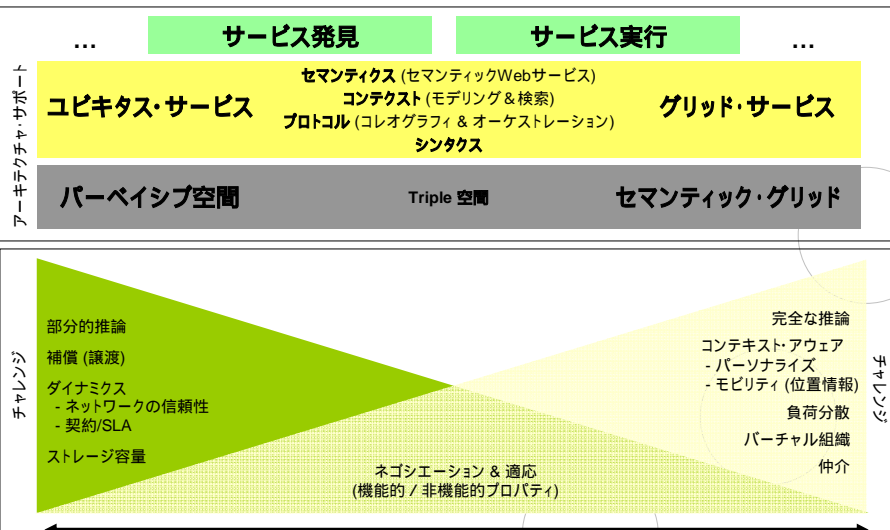 ...
サービス発見
サービス実行
...
アーキテクチャ・サポート
ユビキタス・サービス
セマンティクス (セマンティックWebサービス)
コンテクスト (モデリング & 検索)
プロトコル (コレオグラフィ & オーケストレーション)
シンタクス
グリッド・サービス
パーベイシブ空間
Triple 空間
セマンティック・グリッド
チャレンジ
部分的推論
補償 (譲渡)
ダイナミクス
- ネットワークの信頼性
- 契約/SLA
ストレージ容量
ネゴシエーション & 適応
(機能的 / 非機能的プロパティ)
完全な推論
コンテキスト・アウェア
- パーソナライズ
- モビリティ (位置情報)
負荷分散
バーチャル組織
仲介
チャレンジ